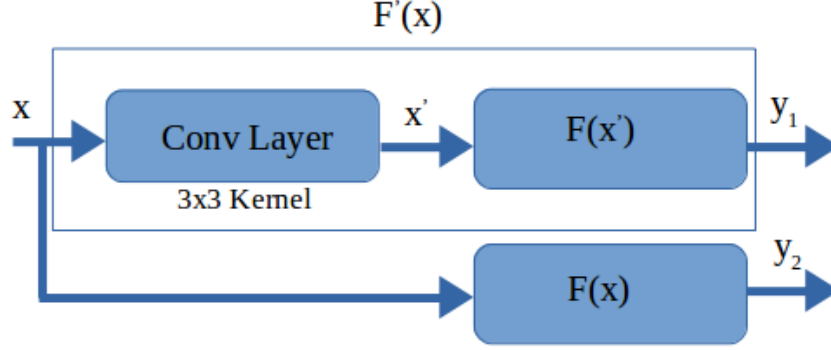 F'(x)
x
Conv Layer
x'
F(x')
y1
3x3 Kernel
F(x)
y2